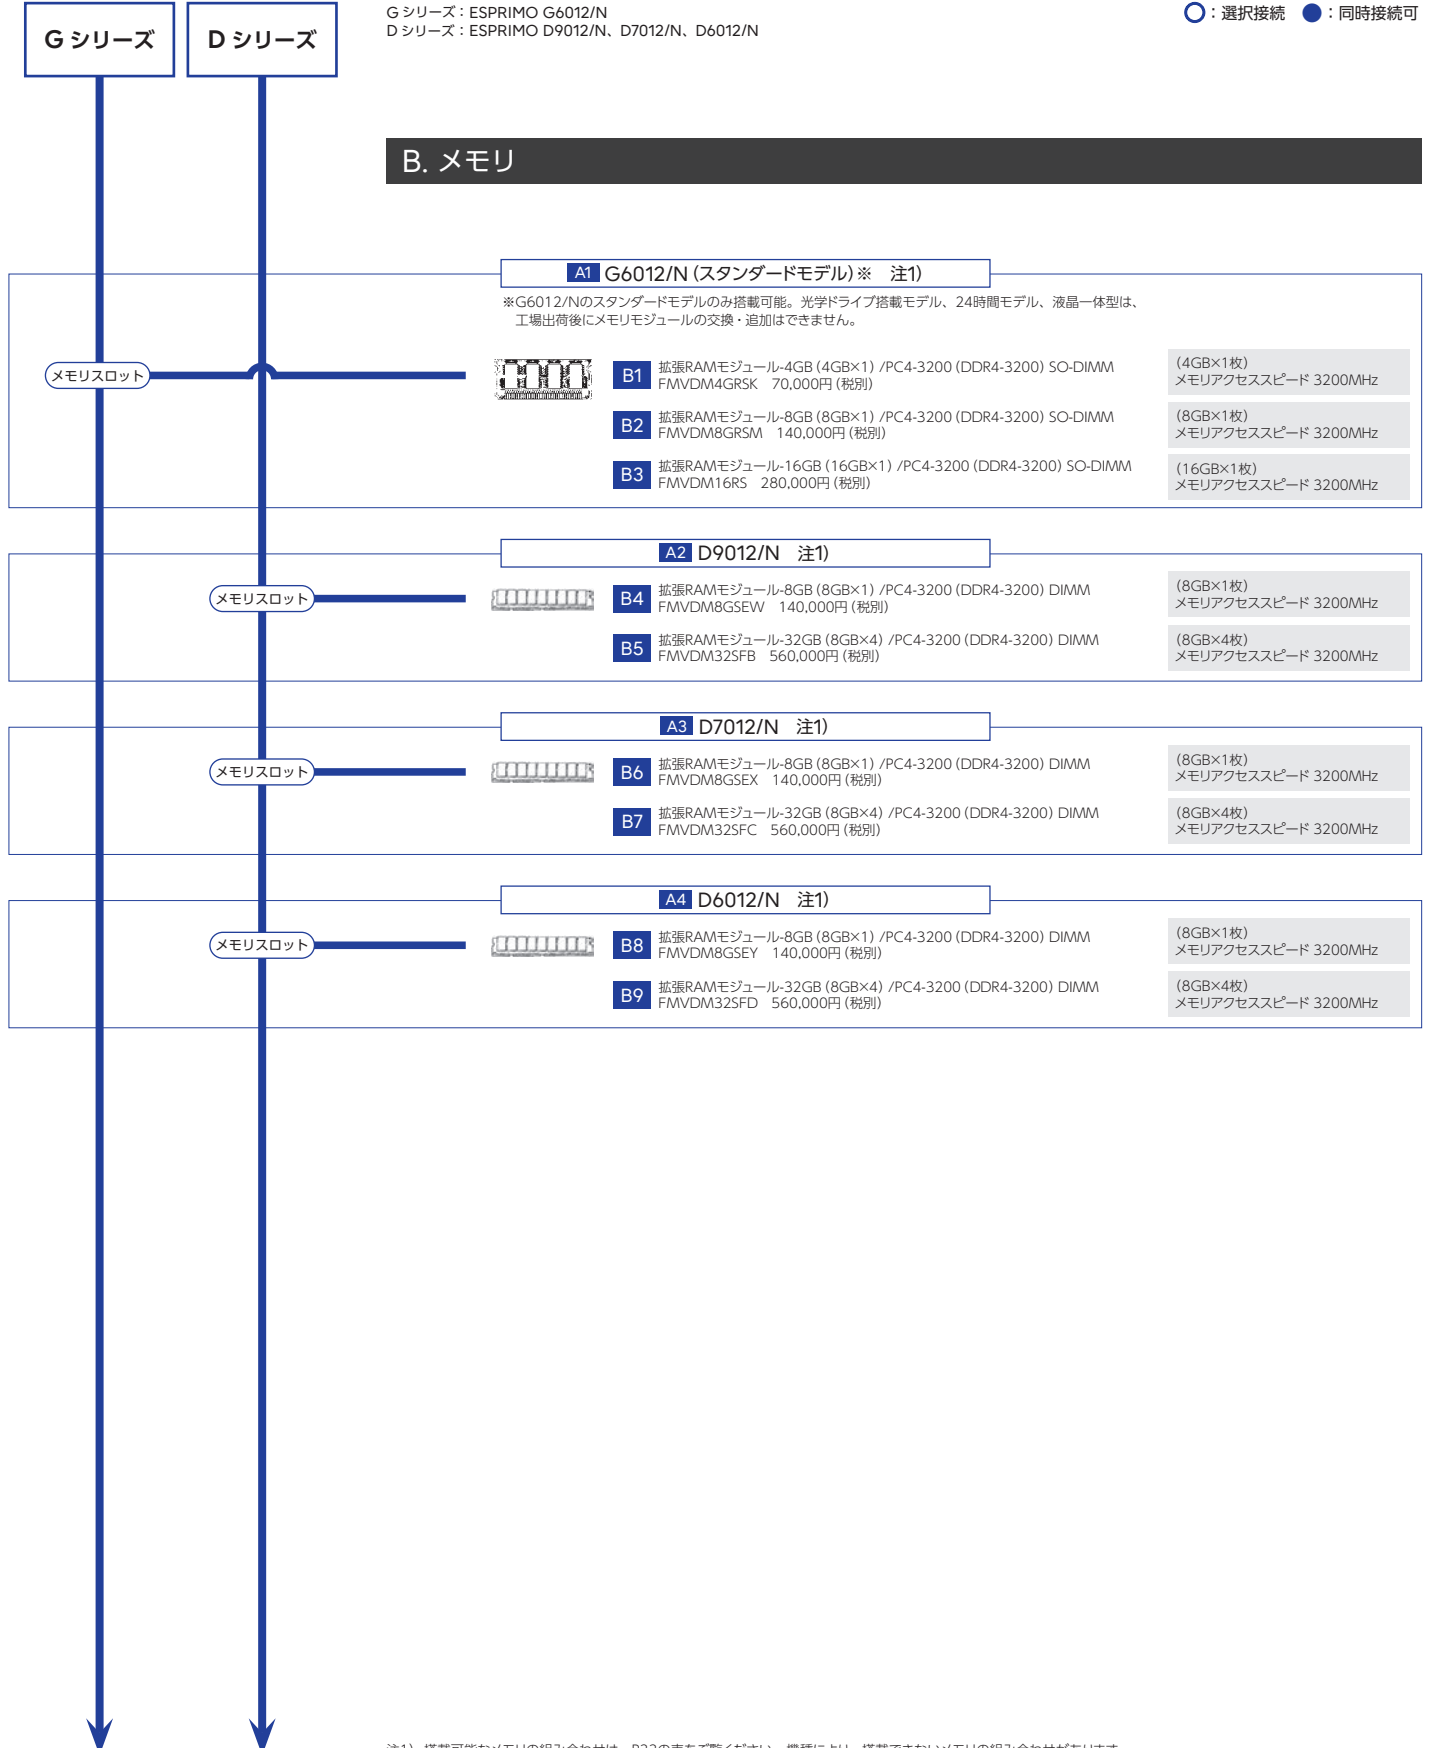 G シリーズ
D シリーズ
G シリーズ：ESPRIMO G6012/N
D シリーズ：ESPRIMO D9012/N、D7012/N、D6012/N
：選択接続　：同時接続可
B. メモリ
A1 G6012/N（スタンダードモデル）※　注1）
※G6012/Nのスタンダードモデルのみ搭載可能。光学ドライブ搭載モデル、24時間モデル、液晶一体型は、
工場出荷後にメモリモジュールの交換・追加はできません。
メモリスロット
B1 拡張RAMモジュール-4GB（4GB×1）/PC4-3200（DDR4-3200）SO-DIMM
FMVDM4GRSK　70,000円（税別）
（4GB×1枚）
メモリアクセススピード 3200MHz
B2 拡張RAMモジュール-8GB（8GB×1）/PC4-3200（DDR4-3200）SO-DIMM
FMVDM8GRSM　140,000円（税別）
（8GB×1枚）
メモリアクセススピード 3200MHz
B3 拡張RAMモジュール-16GB（16GB×1）/PC4-3200（DDR4-3200）SO-DIMM
FMVDM16RS　280,000円（税別）
（16GB×1枚）
メモリアクセススピード 3200MHz
A2 D9012/N　注1）
メモリスロット
B4 拡張RAMモジュール-8GB（8GB×1）/PC4-3200（DDR4-3200）DIMM
FMVDM8GSEW　140,000円（税別）
（8GB×1枚）
メモリアクセススピード 3200MHz
B5 拡張RAMモジュール-32GB（8GB×4）/PC4-3200（DDR4-3200）DIMM
FMVDM32SFB　560,000円（税別）
（8GB×4枚）
メモリアクセススピード 3200MHz
A3 D7012/N　注1）
メモリスロット
B6 拡張RAMモジュール-8GB（8GB×1）/PC4-3200（DDR4-3200）DIMM
FMVDM8GSEX　140,000円（税別）
（8GB×1枚）
メモリアクセススピード 3200MHz
B7 拡張RAMモジュール-32GB（8GB×4）/PC4-3200（DDR4-3200）DIMM
FMVDM32SFC　560,000円（税別）
（8GB×4枚）
メモリアクセススピード 3200MHz
A4 D6012/N　注1）
メモリスロット
B8 拡張RAMモジュール-8GB（8GB×1）/PC4-3200（DDR4-3200）DIMM
FMVDM8GSEY　140,000円（税別）
（8GB×1枚）
メモリアクセススピード 3200MHz
B9 拡張RAMモジュール-32GB（8GB×4）/PC4-3200（DDR4-3200）DIMM
FMVDM32SFD　560,000円（税別）
（8GB×4枚）
メモリアクセススピード 3200MHz